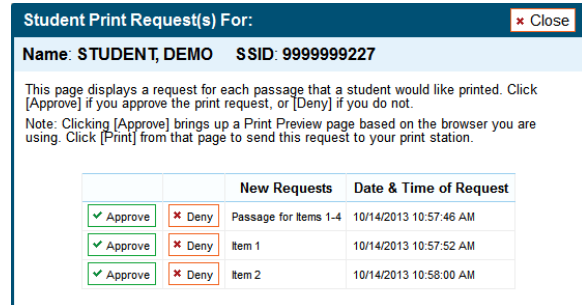 Student Print Request(s) For:
× Close
Name: STUDENT, DEMO SSID: 9999999227
This page displays a request for each passage that a student would like printed. Click
[Approve] if you approve the print request, or [Deny] if you do not.
Note: Clicking [Approve] brings up a Print Preview page based on the browser you are
using. Click [Print] from that page to send this request to your print station.
New Requests Date & Time of Request
✔ Approve × Deny Passage for Items 1-4 10/14/2013 10:57:46 AM
✔ Approve × Deny Item 1 10/14/2013 10:57:52 AM
✔ Approve × Deny Item 2 10/14/2013 10:58:00 AM